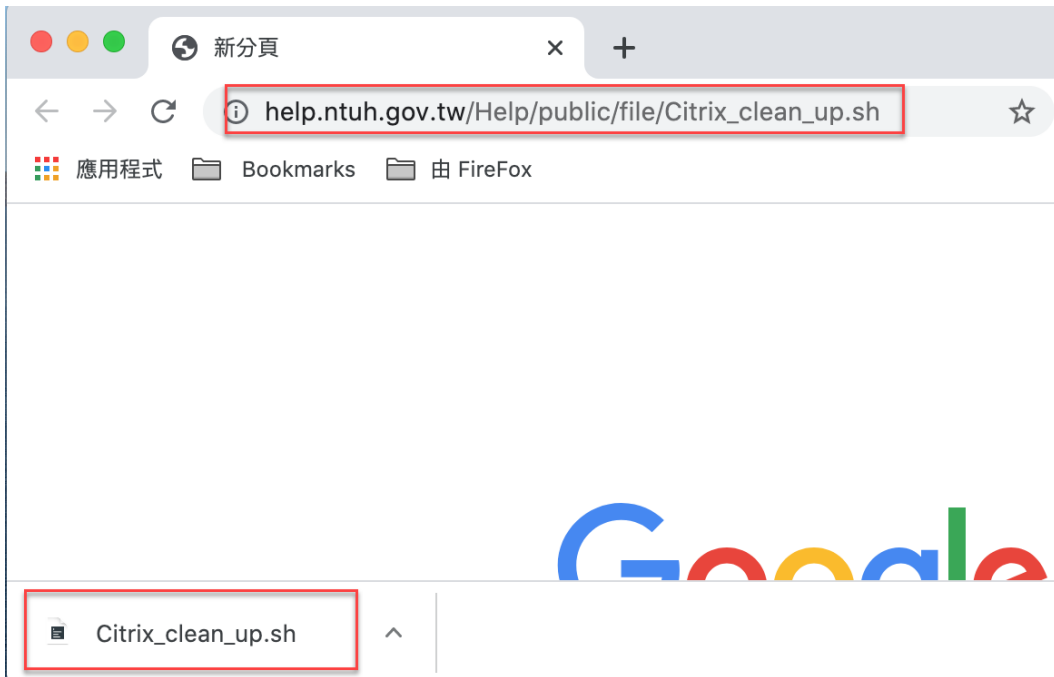 新分頁
help.ntuh.gov.tw/Help/public/file/Citrix_clean_up.sh
應用程式 Bookmarks 由 FireFox
Google
Citrix_clean_up.sh